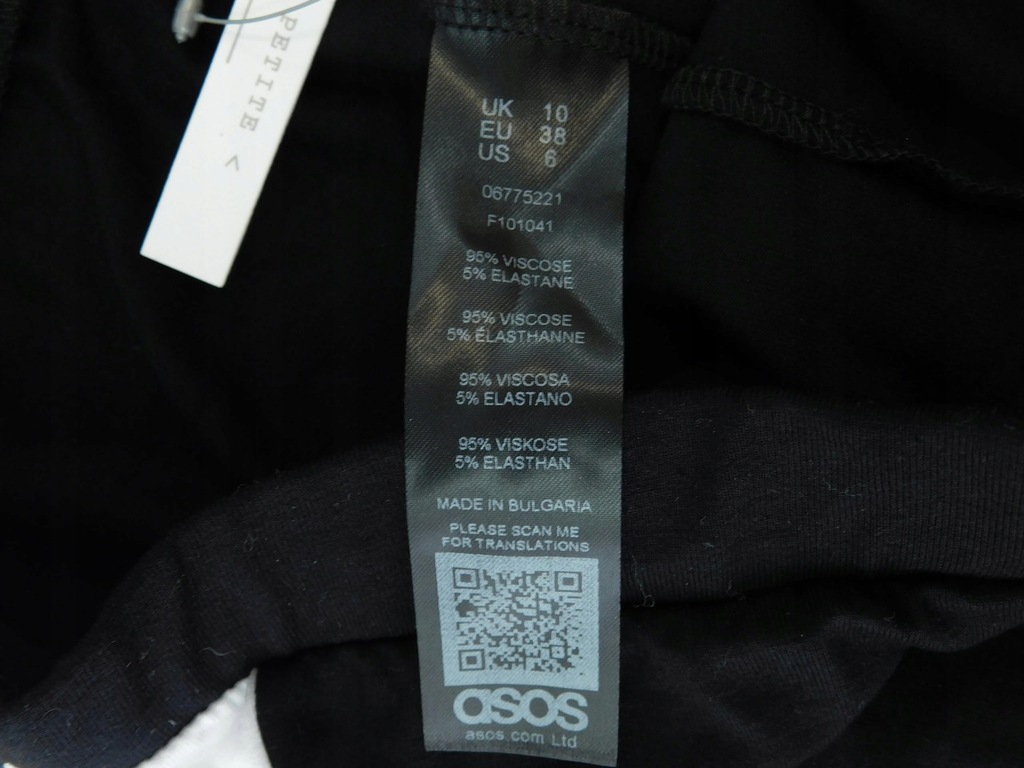 PETITE <
UK 10
EU 38
US 6
06775221
F101041
95% VISCOSE
5% ELASTANE
95% VISCOSE
5% ÉLASTHANNE
95% VISCOSA
5% ELASTANO
95% VISKOSE
5% ELASTHAN
MADE IN BULGARIA
PLEASE SCAN ME
FOR TRANSLATIONS
asos
asos.com Ltd